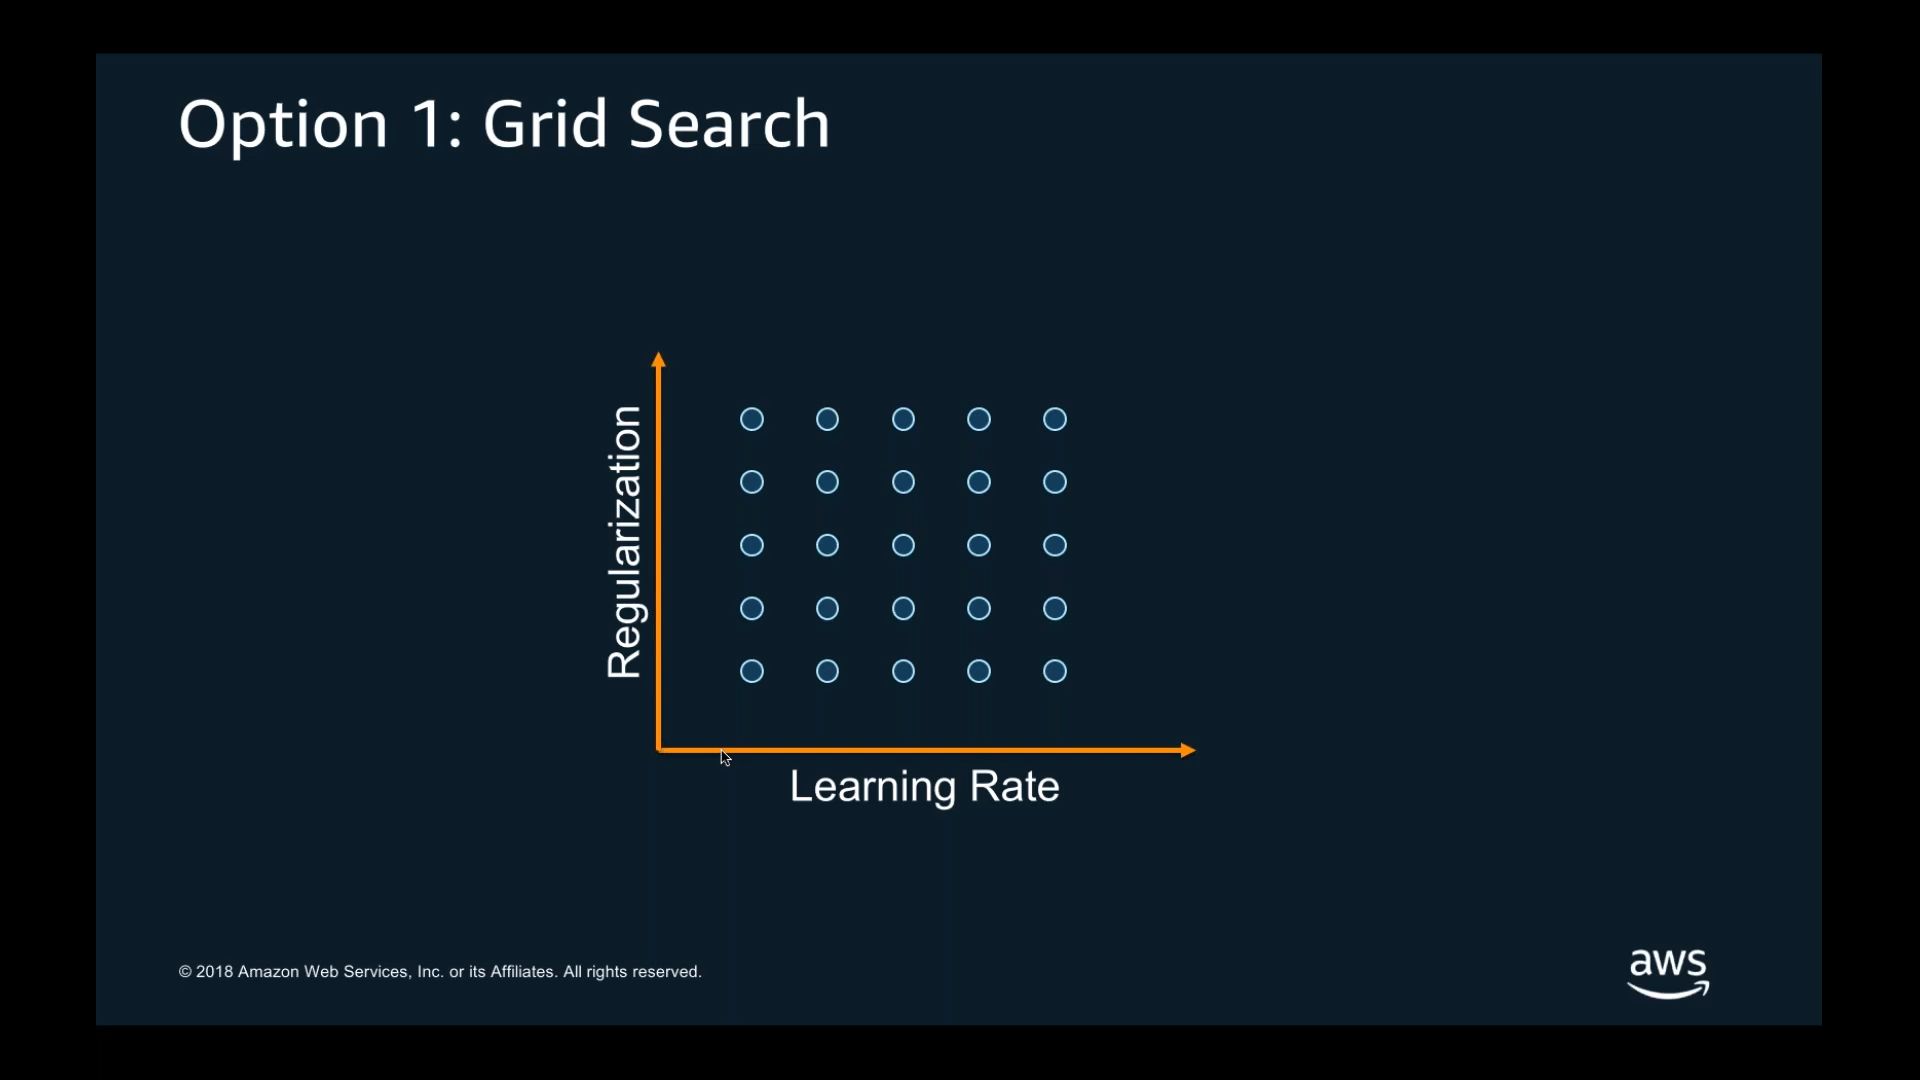 Option 1: Grid Search
Regularization
Learning Rate
© 2018 Amazon Web Services, Inc. or its Affiliates. All rights reserved.
aws